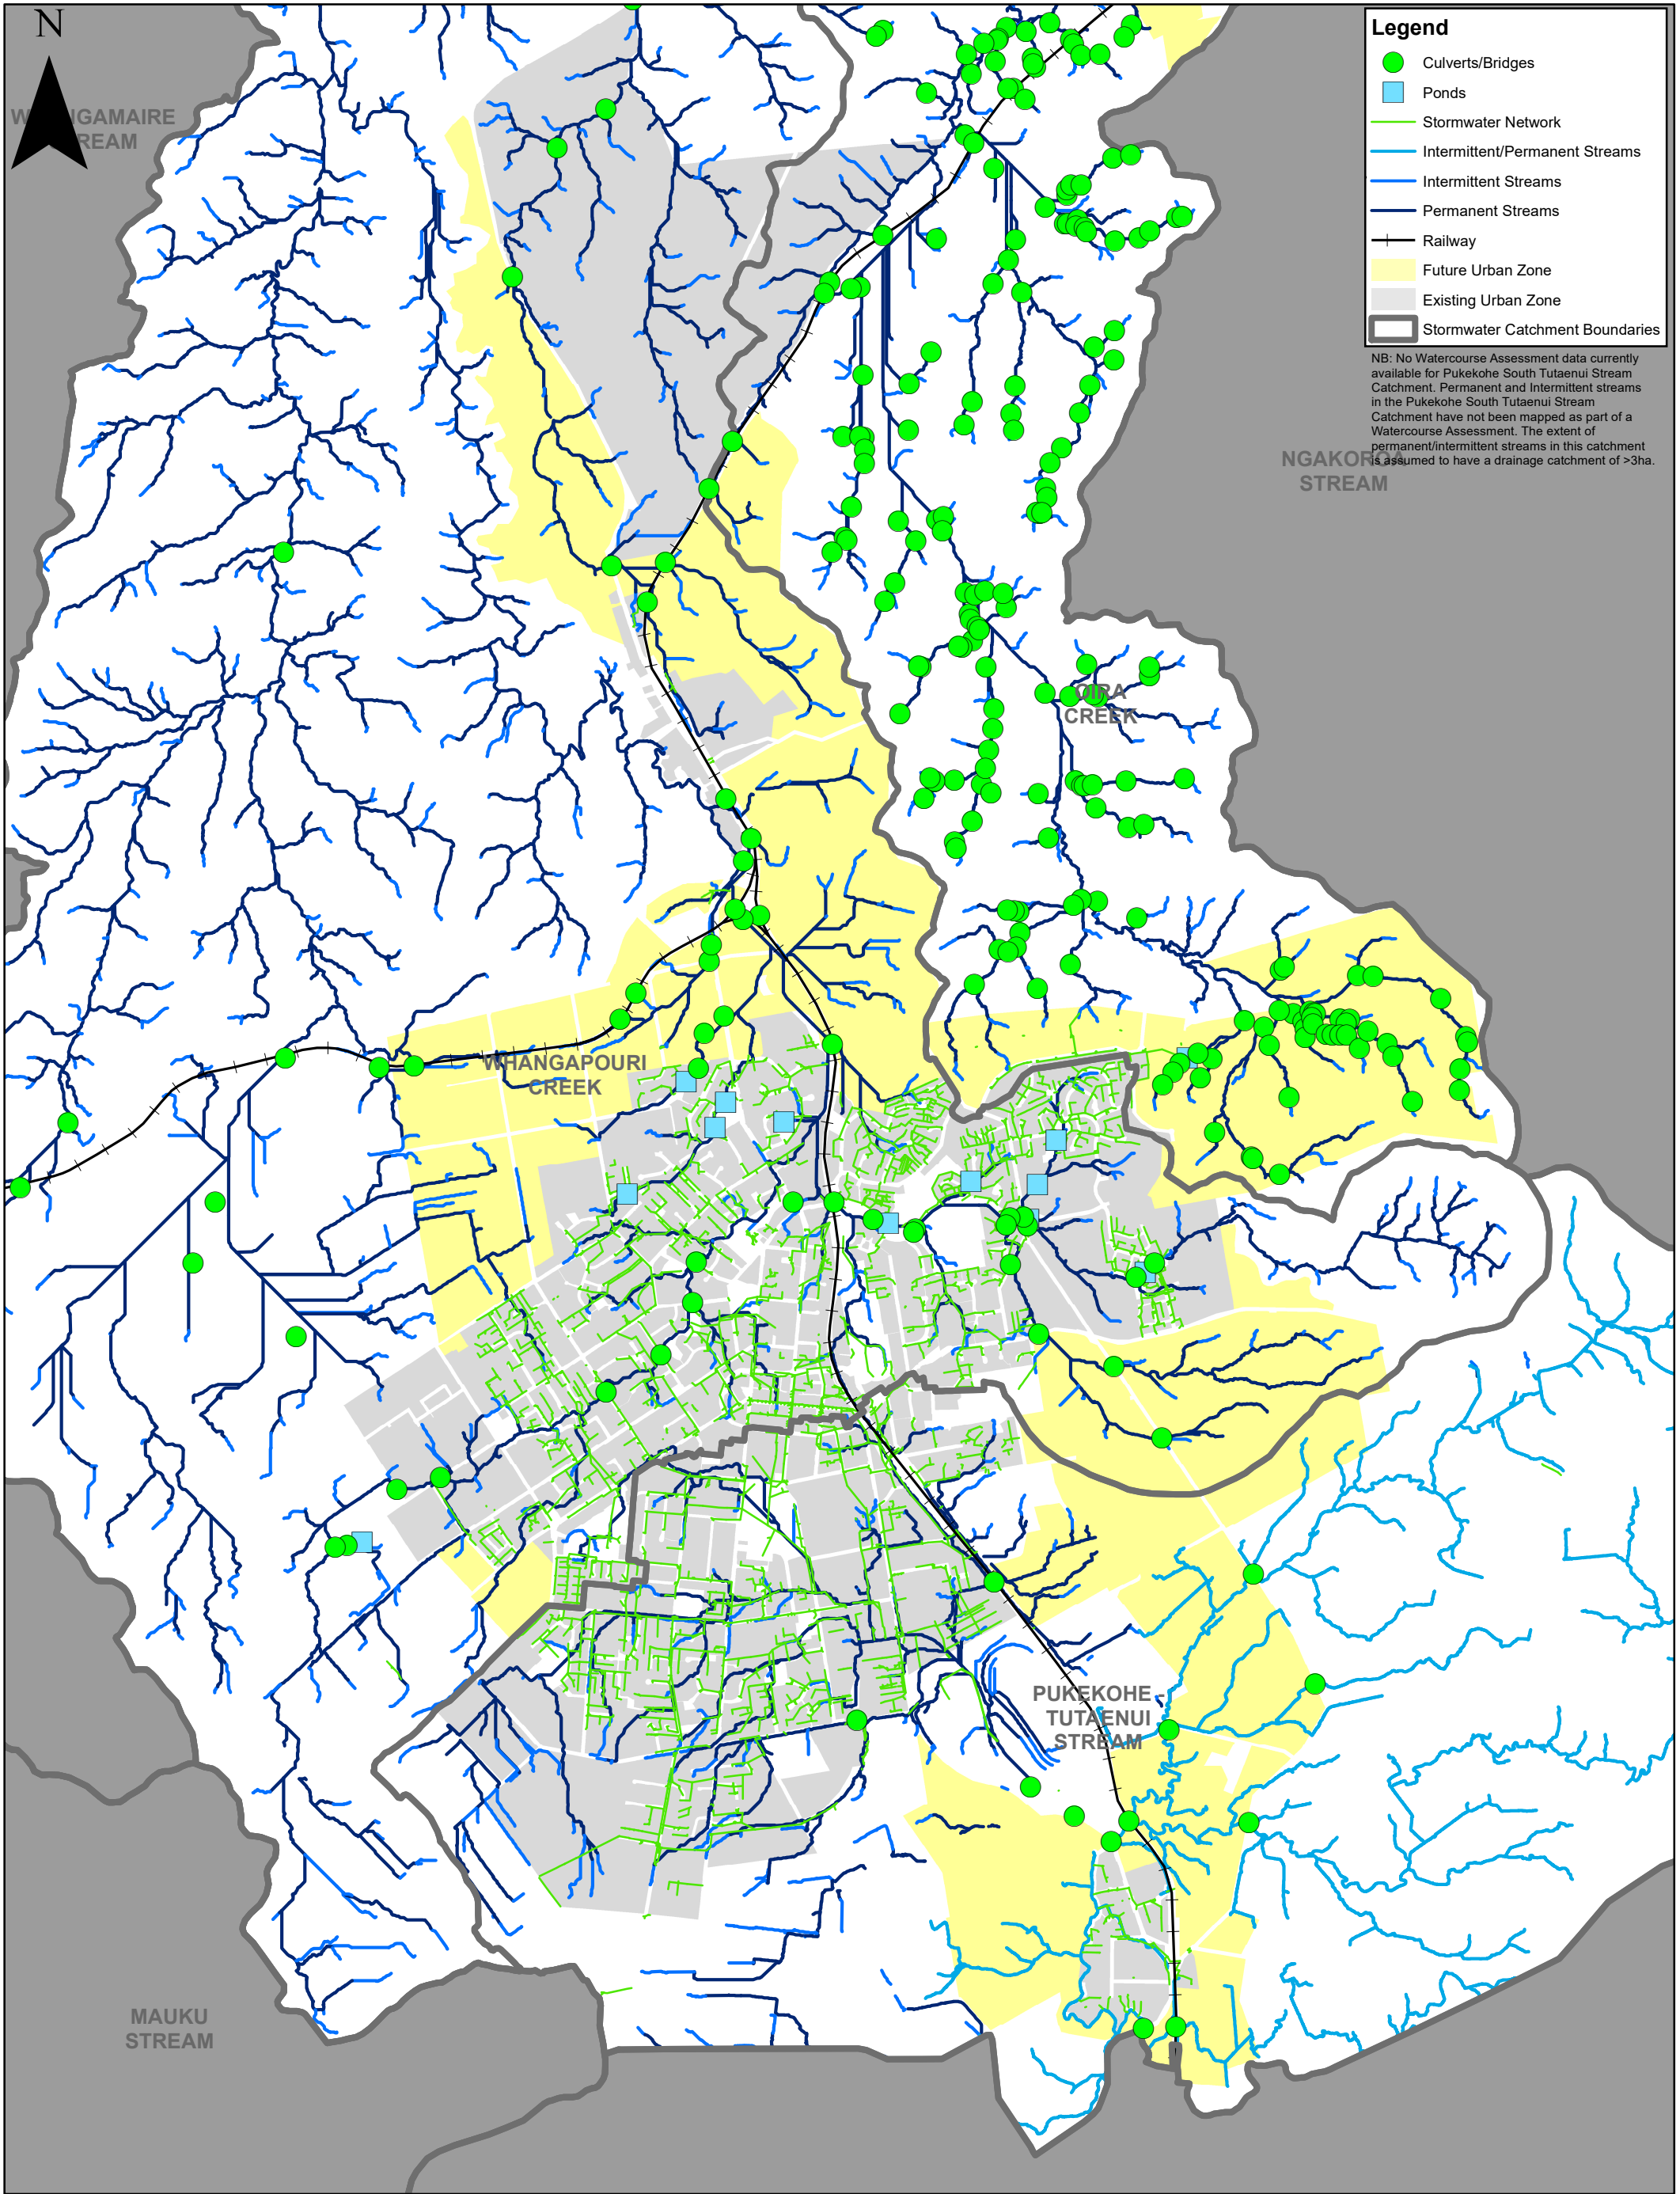 N
STREAM
Legend
Culverts/Bridges
Ponds
Stormwater Network
Intermittent/Permanent Streams
Intermittent Streams
Permanent Streams
Railway
Future Urban Zone
Existing Urban Zone
Stormwater Catchment Boundaries
NB: No Watercourse Assessment data currently
available for Pukekohe South Tutaenui Stream
Catchment. Permanent and Intermittent streams
in the Pukekohe South Tutaenui Stream
Catchment have not been mapped as part of a
Watercourse Assessment. The extent of
permanent/intermittent streams in this catchment
is assumed to have a drainage catchment of >3ha.
NGAKOROA
STREAM
OIRA
CREEK
WHANGAPOURI
CREEK
PUKEKOHE -
TUTAENUI
STREAM
MAUKU
STREAM